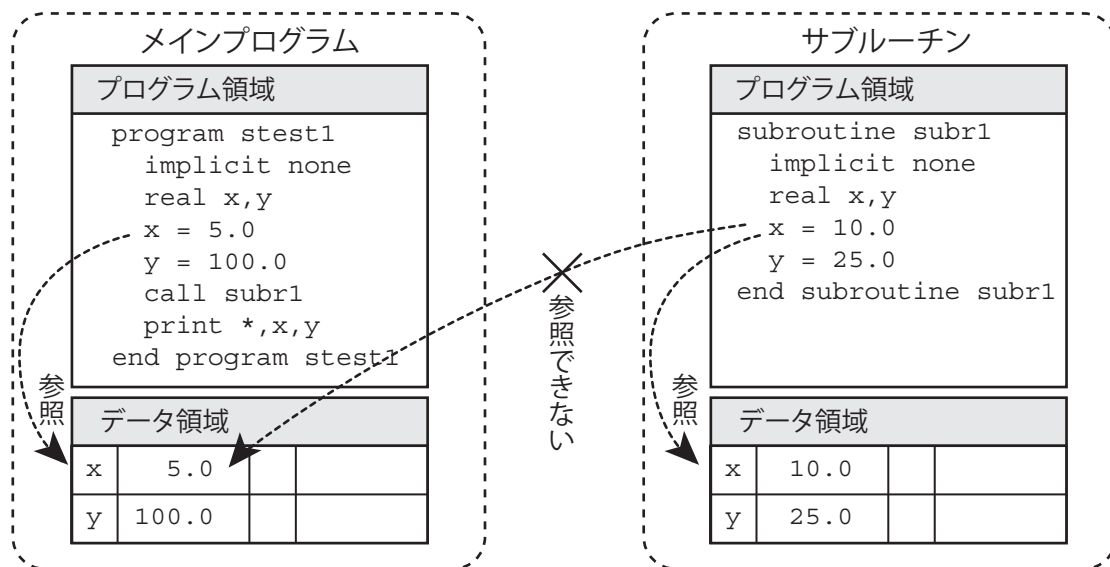 メインプログラム
プログラム領域
program stest1
implicit none
real x,y
x = 5.0
y = 100.0
call subr1
print *,x,y
end program stest1
参照
データ領域
x 5.0
y 100.0
参照できない
サブルーチン
プログラム領域
subroutine subr1
implicit none
real x,y
x = 10.0
y = 25.0
end subroutine subr1
参照
データ領域
x 10.0
y 25.0